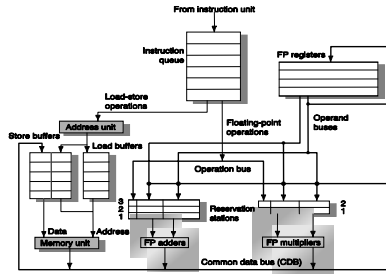 From instruction unit
Instruction
queue
FP registers
Load-store
operations
Address unit
Floating-point
operations
Operand
buses
Store buffers
Load buffers
Operation bus
3
2
1
Reservation
stations
2
1
Data
Address
Memory unit
FP adders
FP multipliers
Common data bus (CDB)